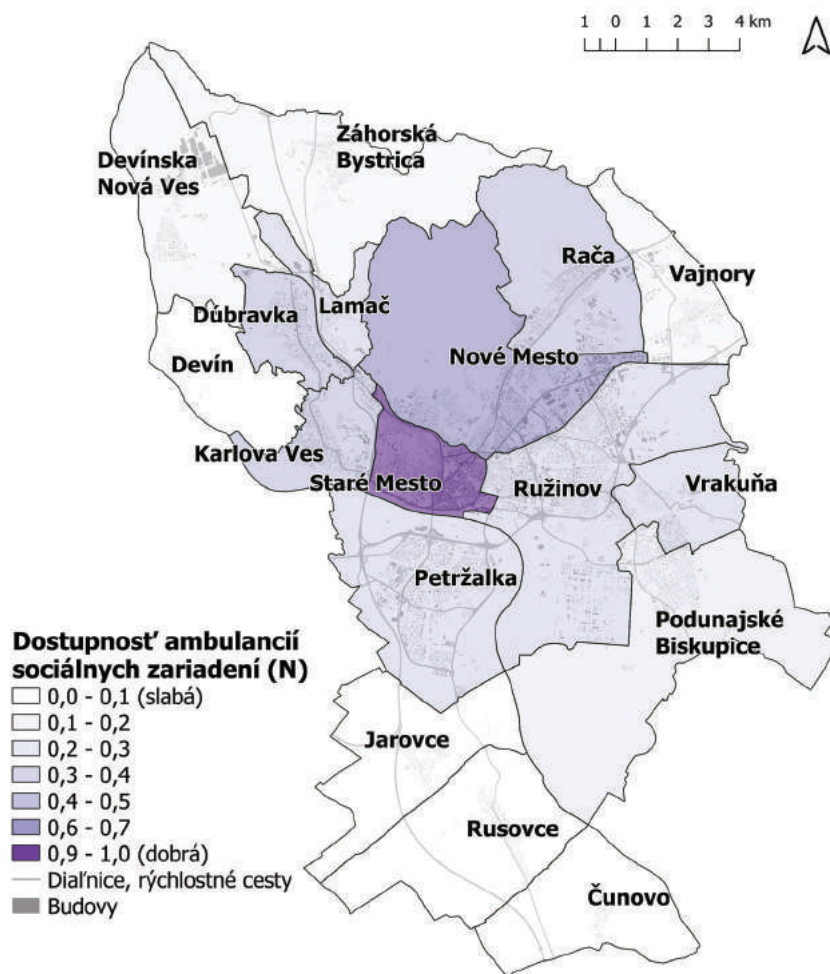 1 0 1 2 3 4 km
Záhorská
Bystrica
Devínska
Nová Ves
Rača
Vajnory
Lamač
Dúbravka
Nové Mesto
Devín
Karlova Ves
Staré Mesto
Ružinov
Vrakuňa
Petržalka
Podunajské
Biskupice
Dostupnosť ambulancií
sociálnych zariadení (N)
0,0 - 0,1 (slabá)
0,1 - 0,2
0,2 - 0,3
0,3 - 0,4
0,4 - 0,5
0,6 - 0,7
0,9 - 1,0 (dobrá)
Diaľnice, rýchlostné cesty
Budovy
Jarovce
Rusovce
Čunovo